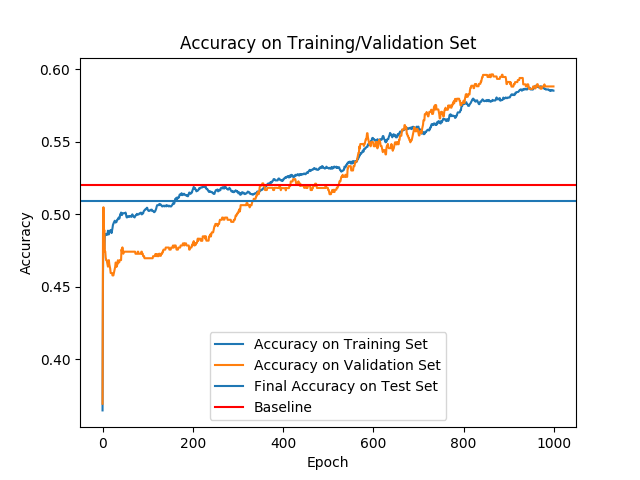 Accuracy on Training/Validation Set
0.60
0.55
0.50
0.45
0.40
Accuracy
Accuracy on Training Set
Accuracy on Validation Set
Final Accuracy on Test Set
Baseline
0 200 400 600 800 1000
Epoch